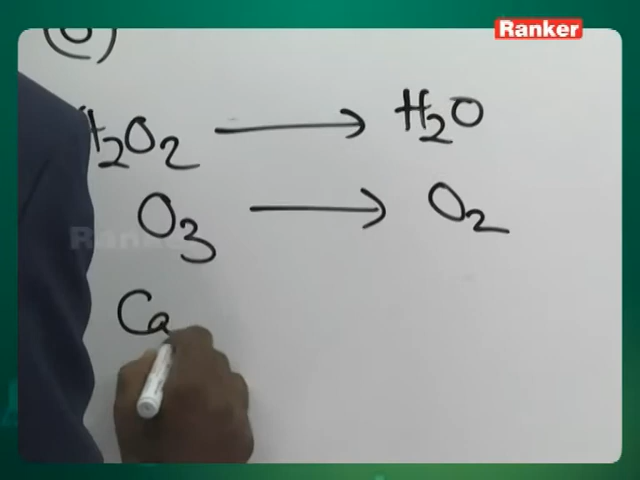 Ranker
H₂O₂ → H₂O
O₃ → O₂
Ca